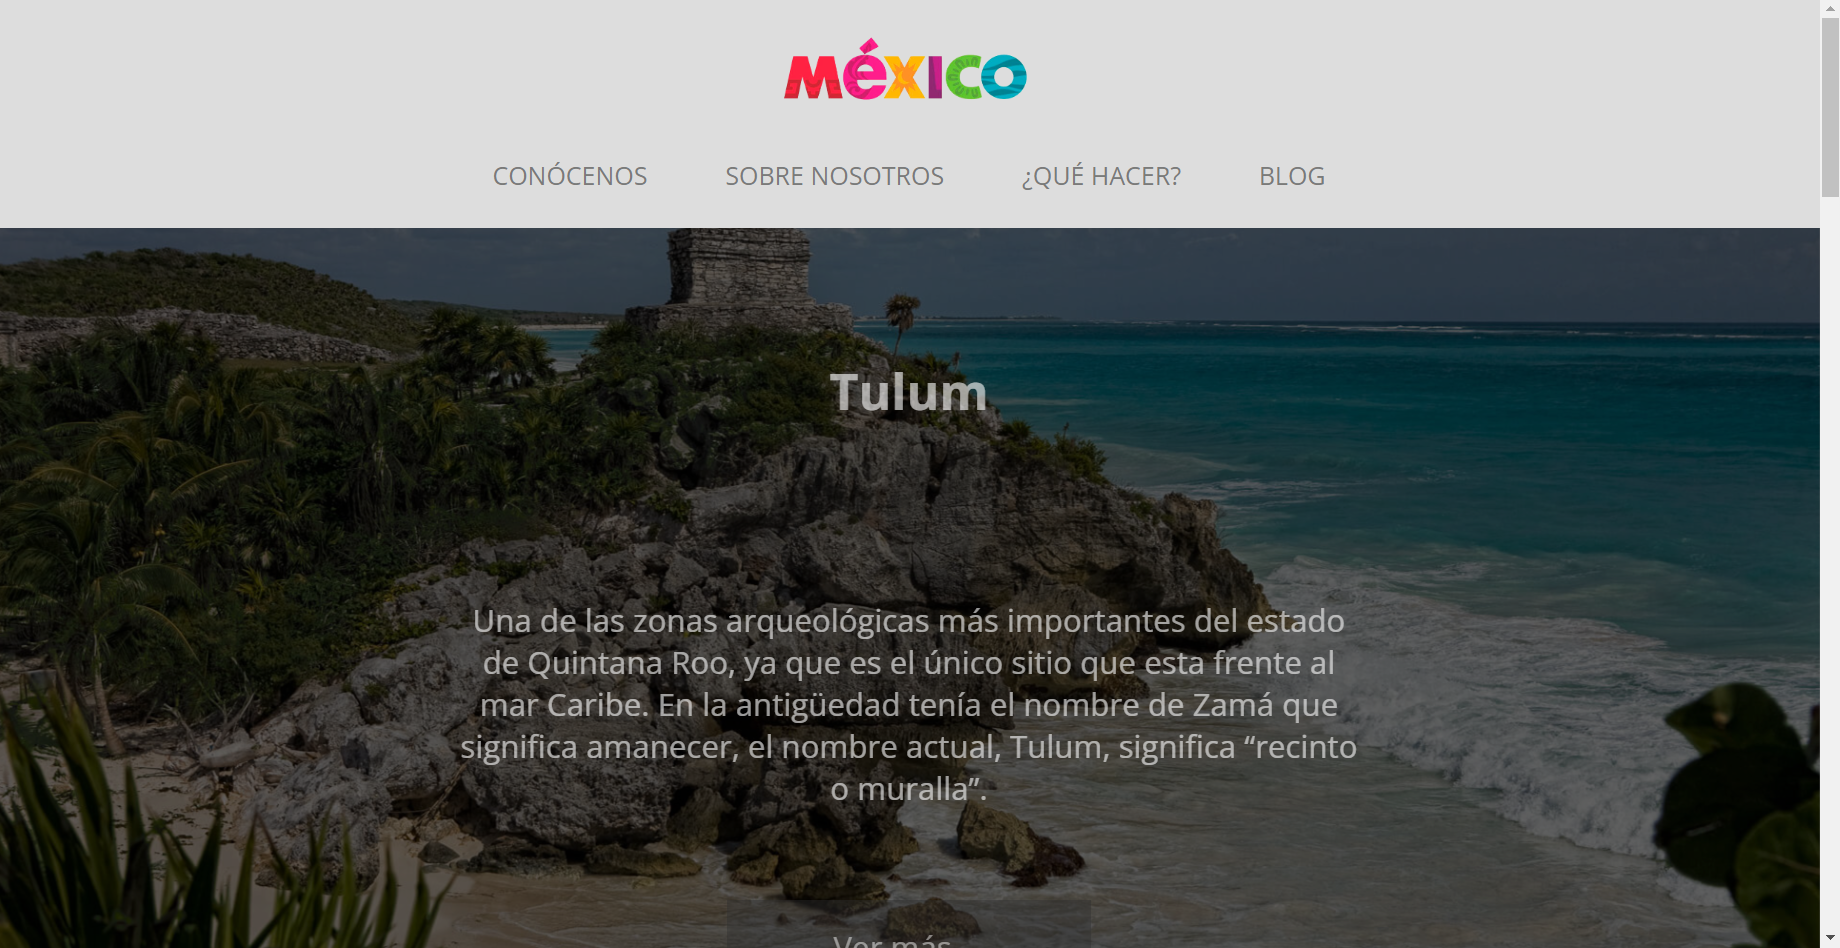 MéXICO
CONÓCENOS
SOBRE NOSOTROS
¿QUÉ HACER?
BLOG
Tulum
Una de las zonas arqueológicas más importantes del estado
de Quintana Roo, ya que es el único sitio que esta frente al
mar Caribe. En la antigüedad tenía el nombre de Zamá que
significa amanecer, el nombre actual, Tulum, significa “recinto
o muralla”.
Ver más